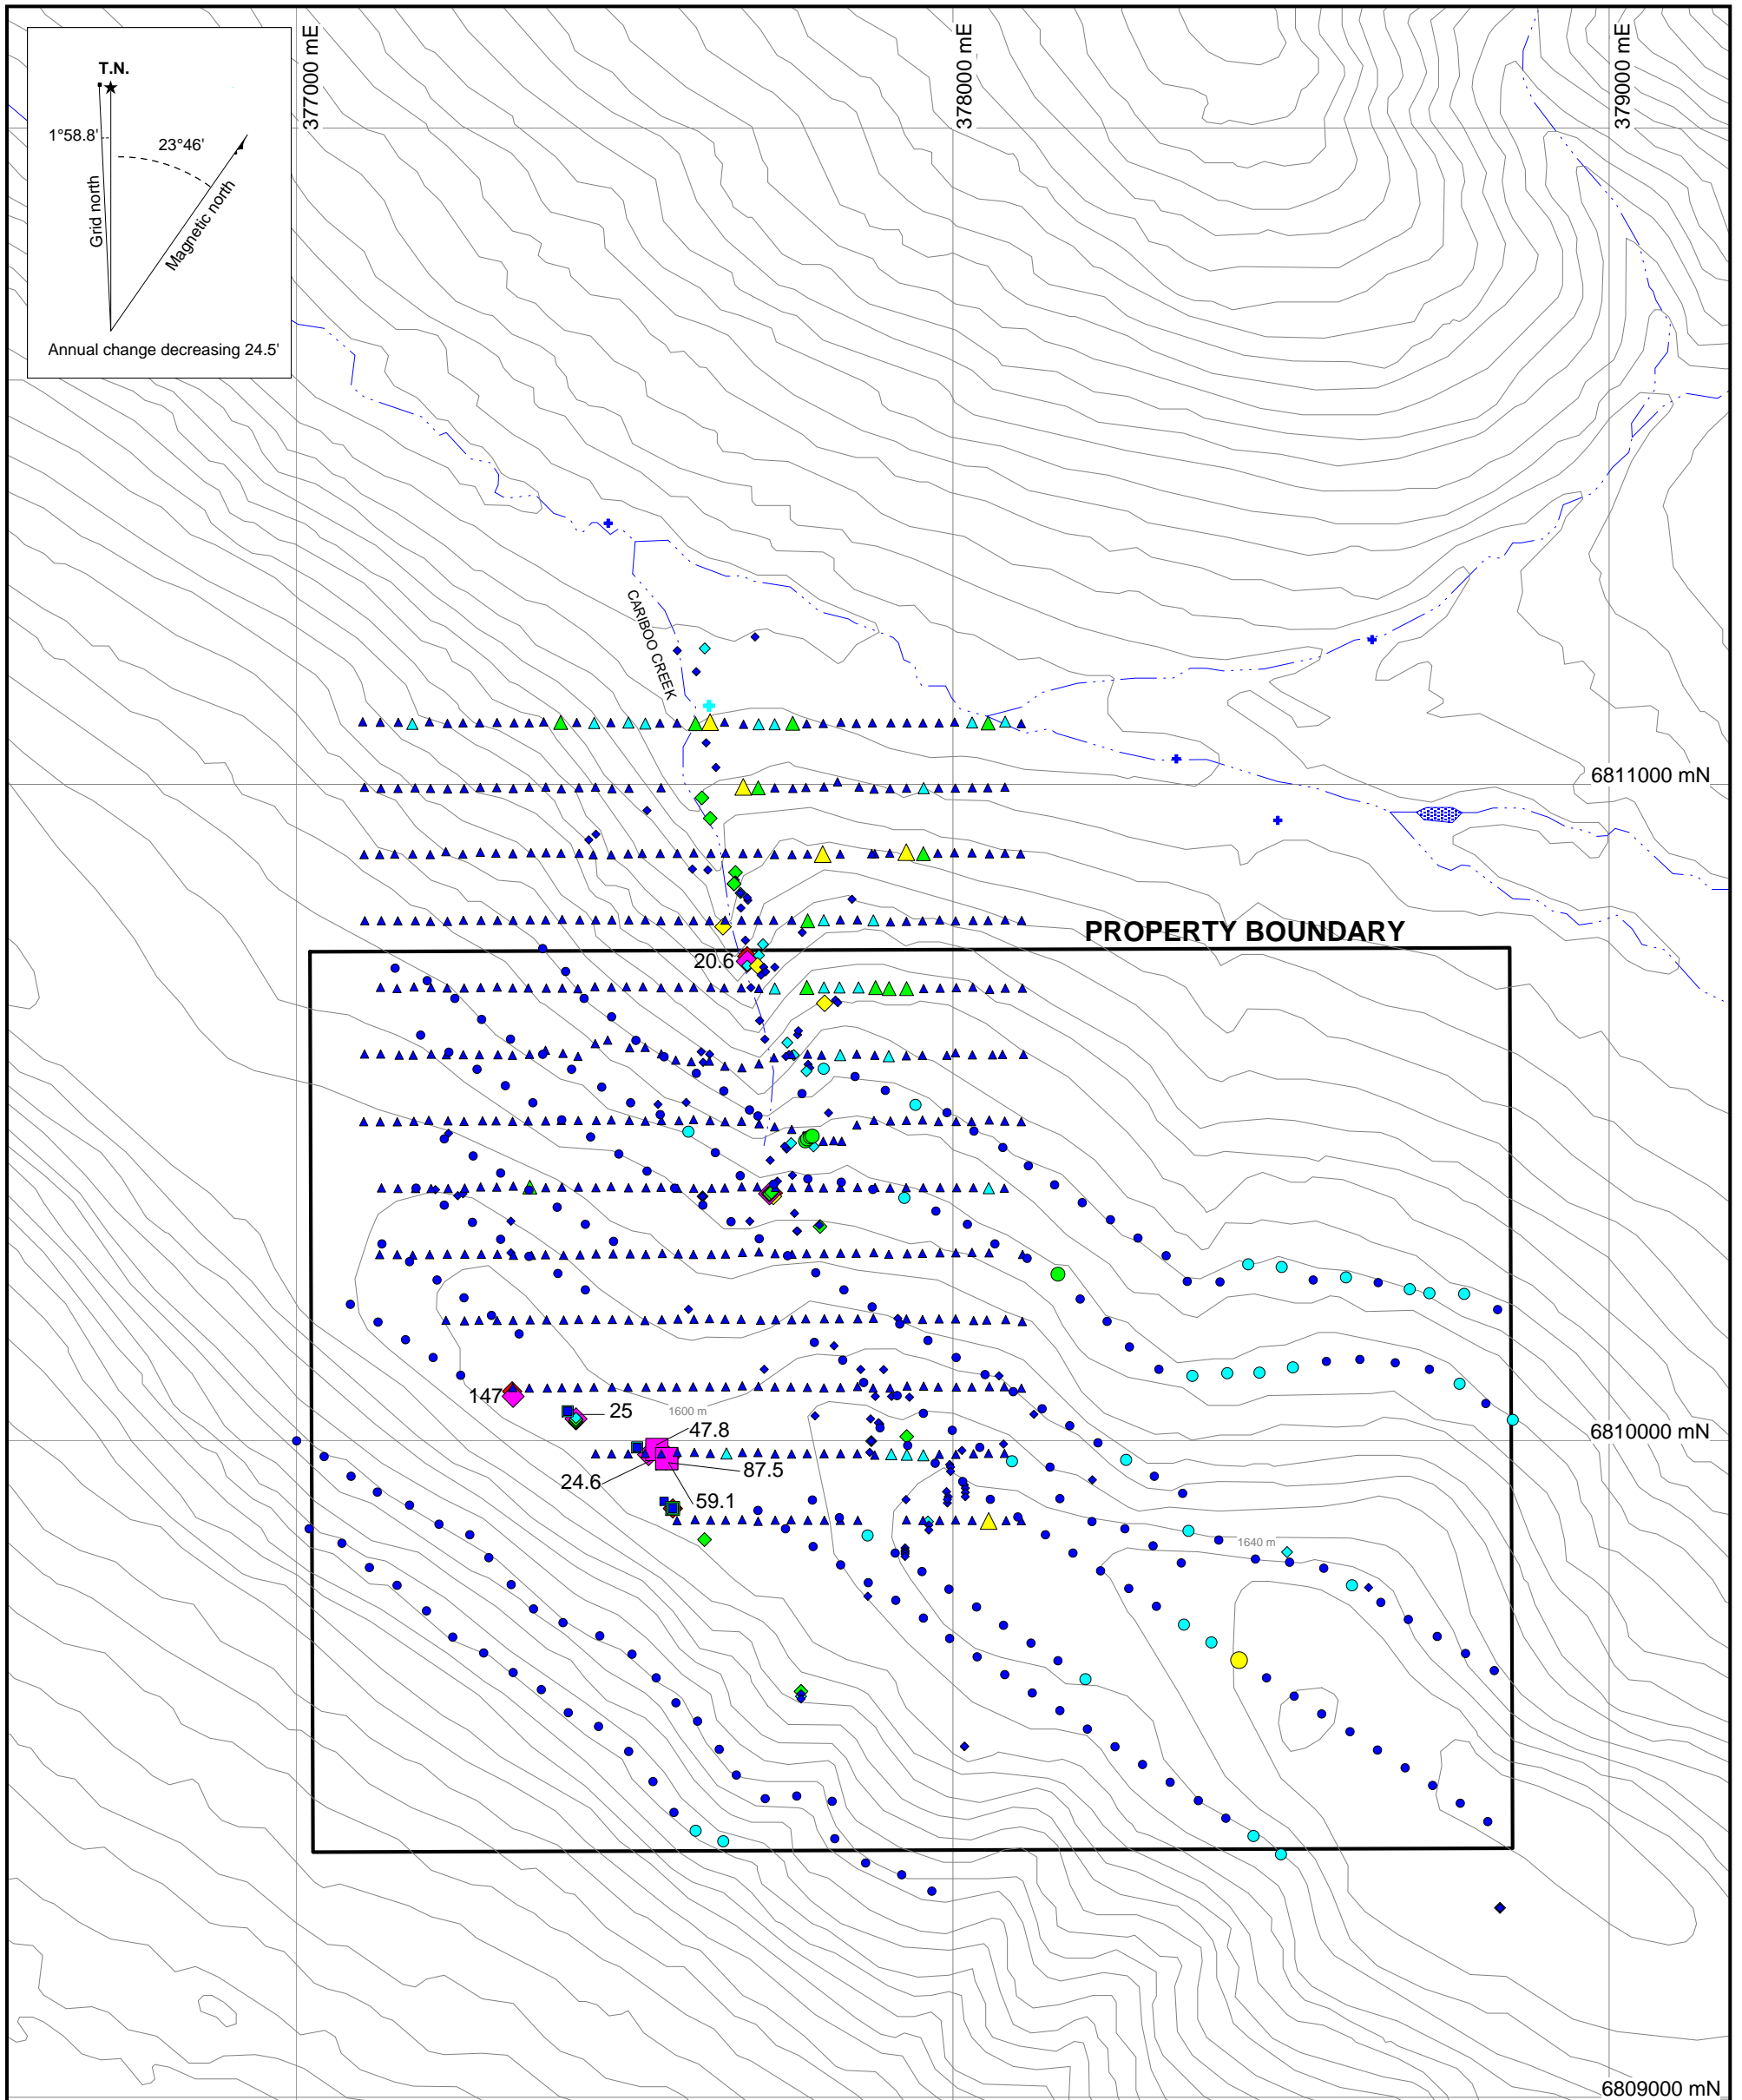 377000 mE
378000 mE
379000 mE
T.N.
1°58.8'
23°46'
Grid north
Magnetic north
Annual change decreasing 24.5'
CARIBOO CREEK
6811000 mN
PROPERTY BOUNDARY
20.6
147
25
1600 m
47.8
6810000 mN
24.6
87.5
59.1
1640 m
6809000 mN